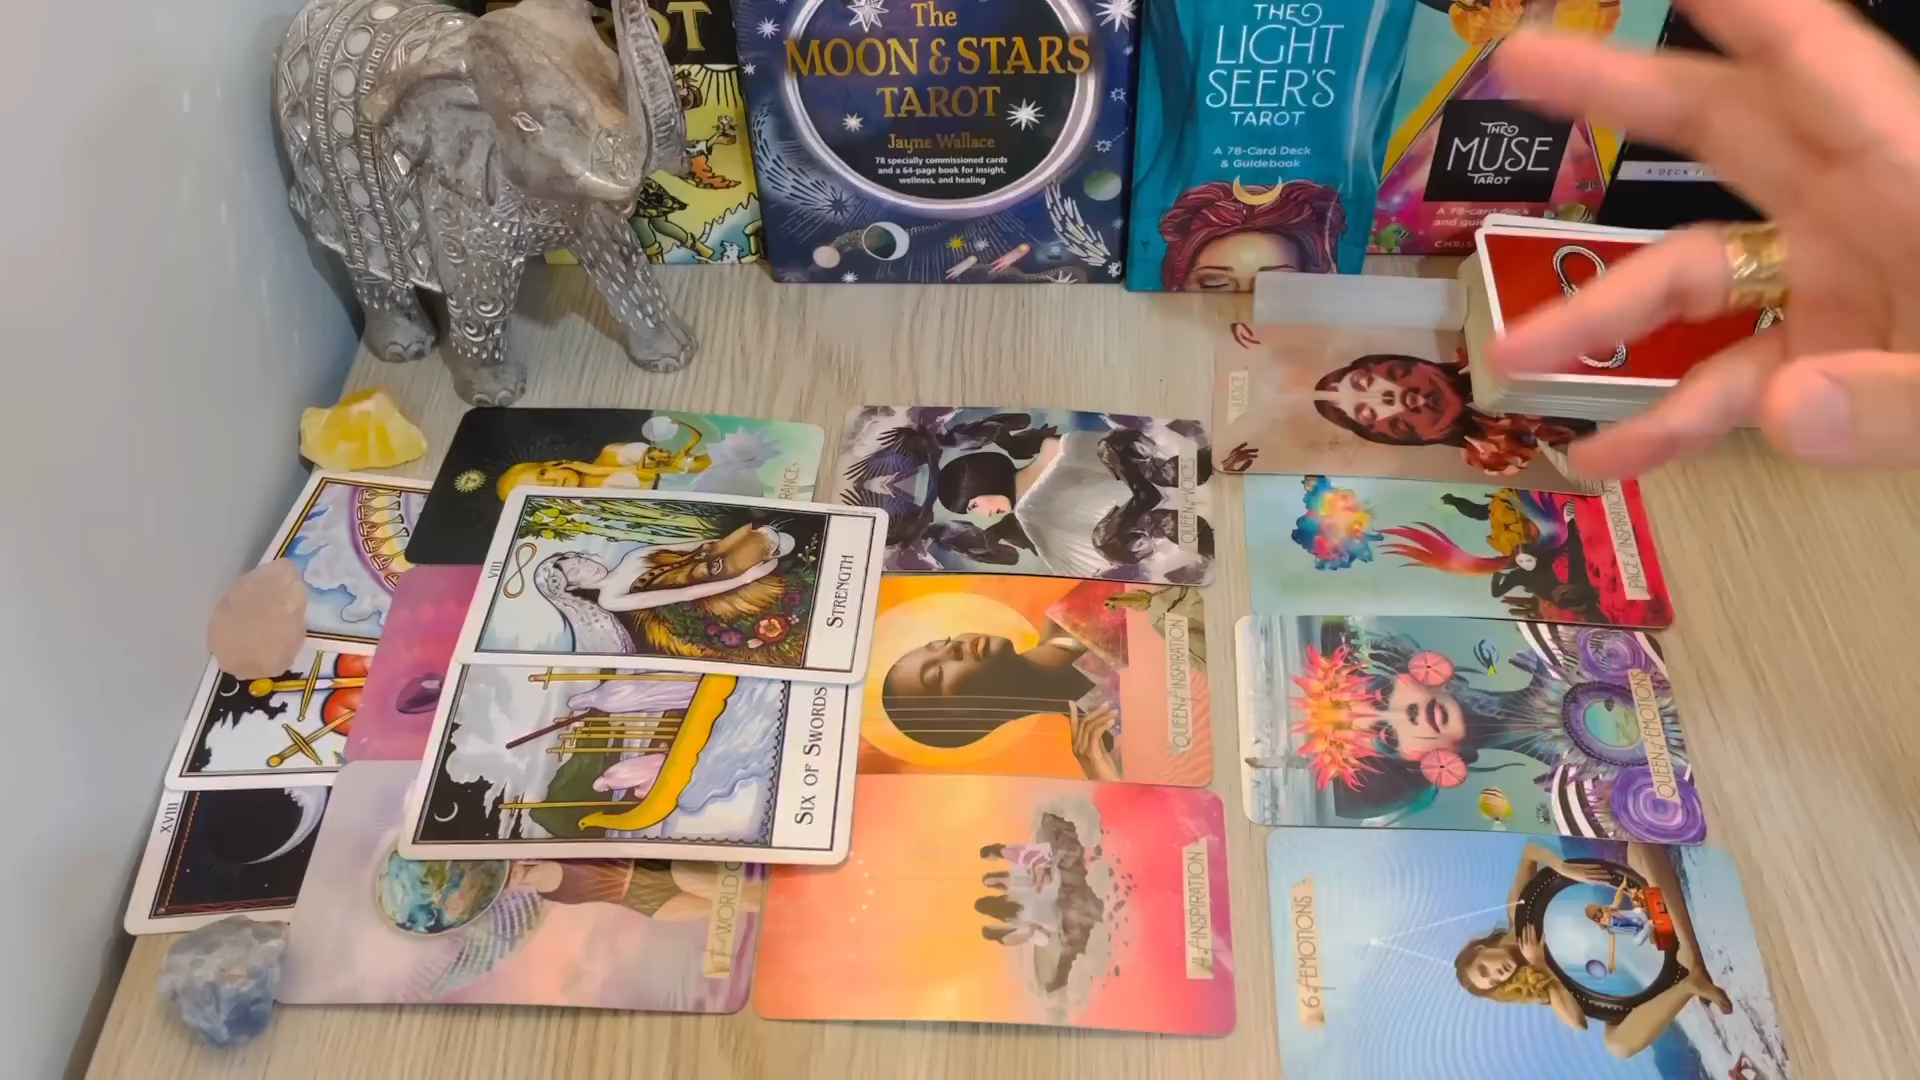 The
MOON & STARS
TAROT
Jayne Wallace
78 specially commissioned cards
and a 64-page book for insight,
wellness, and healing
THE
LIGHT
SEER'S
TAROT
A 78-Card Deck
& Guidebook
THE
MUSE
TAROT
A 78-card deck
VIII
STRENGTH
SIX OF SWORDS
XVIII
QUEEN of VOICES
QUEEN of INSPIRATION
4 of INSPIRATION
PAGE of INSPIRATION
QUEEN of EMOTIONS
6 of EMOTIONS